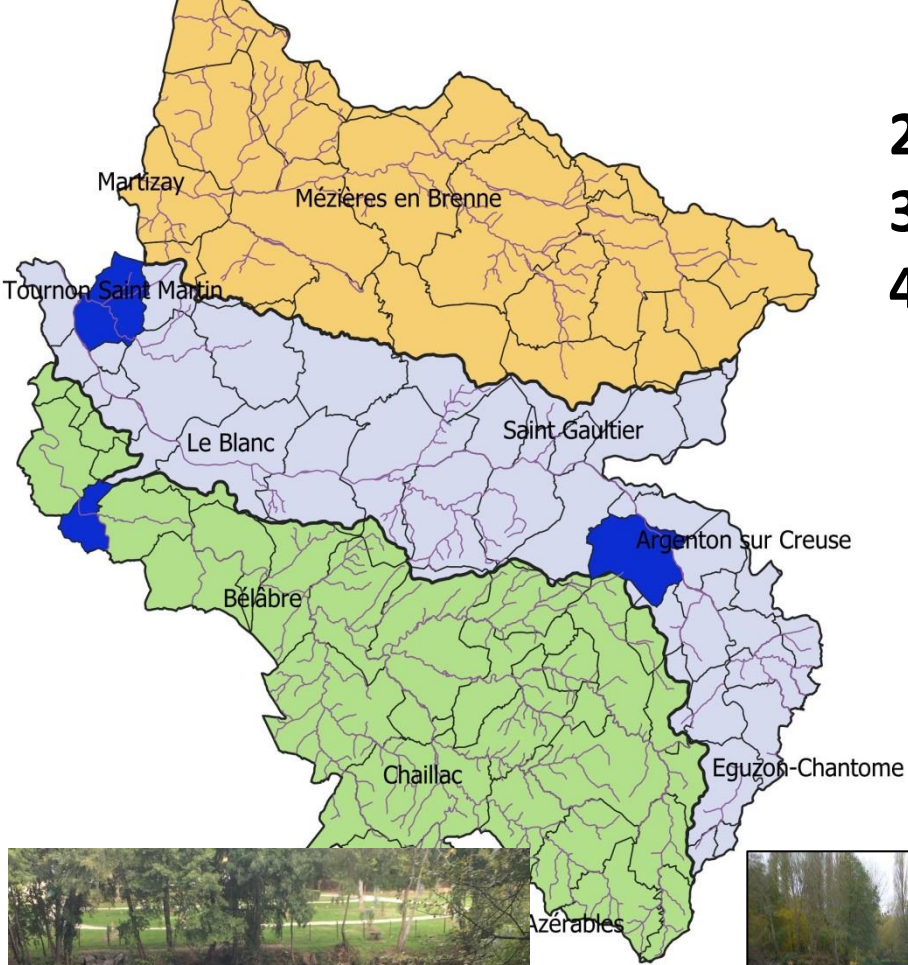 2
3
4
Martizay
Mézières en Brenne
Tournon Saint Martin
Le Blanc
Saint Gaultier
Argenton sur Creuse
Bélâbre
Chaillac
Eguzon-Chantome
Azérables